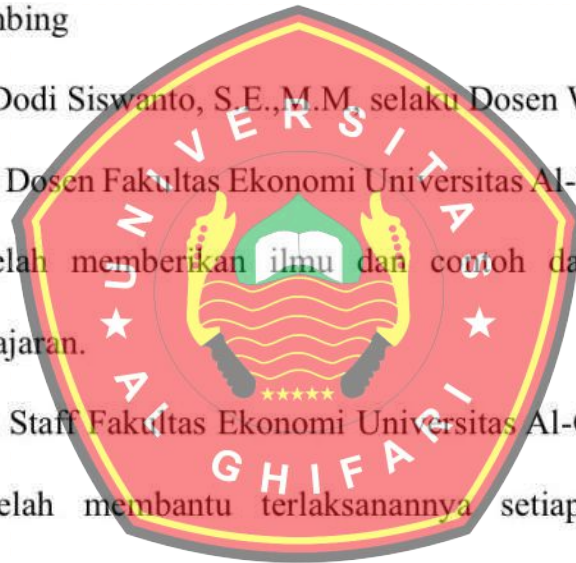 mbing
Dodi Siswanto, S.E.,M.M, selaku Dosen
Dosen Fakultas Ekonomi Universitas Al-
elah memberikan ilmu dan contoh da
ajaran.
Staff Fakultas Ekonomi Universitas Al-
elah membantu terlaksanannya setiap
UNIVERSITAS
AL GHIFARI